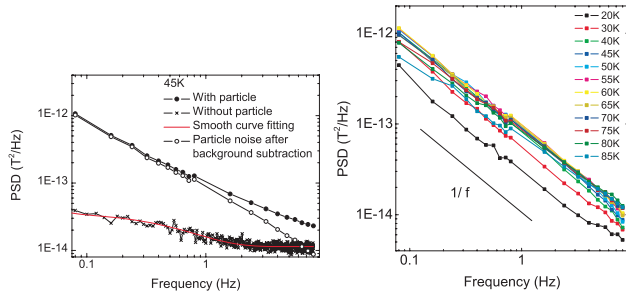 45K
With particle
Without particle
Smooth curve fitting
Particle noise after
background subtraction
PSD (T²/Hz)
1E-12
1E-13
1E-14
0.1
1
Frequency (Hz)
20K
30K
40K
45K
50K
55K
60K
65K
70K
75K
80K
85K
PSD (T²/Hz)
1E-12
1E-13
1E-14
1/ f
0.1
1
Frequency (Hz)